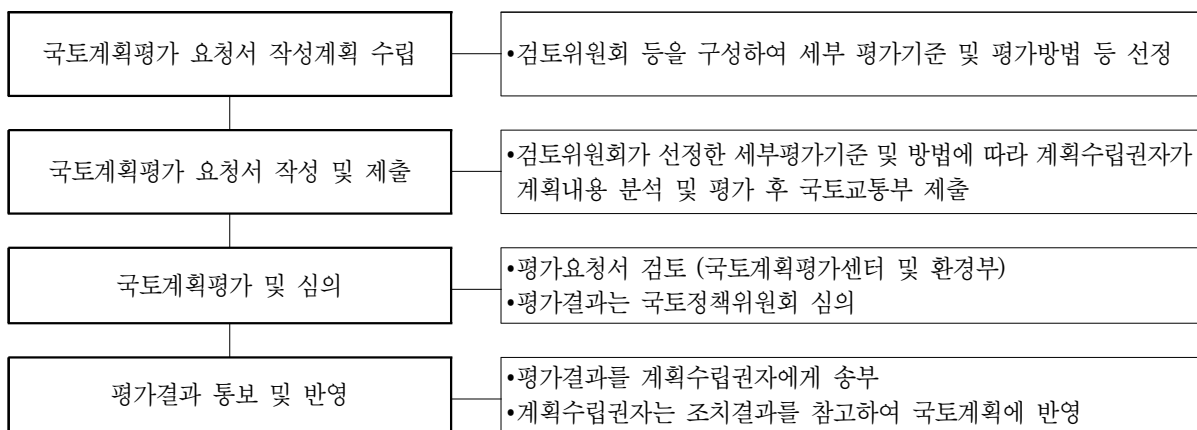 국토계획평가 요청서 작성계획 수립
•검토위원회 등을 구성하여 세부 평가기준 및 평가방법 등 선정
국토계획평가 요청서 작성 및 제출
•검토위원회가 선정한 세부평가기준 및 방법에 따라 계획수립권자가
계획내용 분석 및 평가 후 국토교통부 제출
국토계획평가 및 심의
•평가요청서 검토 (국토계획평가센터 및 환경부)
•평가결과는 국토정책위원회 심의
평가결과 통보 및 반영
•평가결과를 계획수립권자에게 송부
•계획수립권자는 조치결과를 참고하여 국토계획에 반영